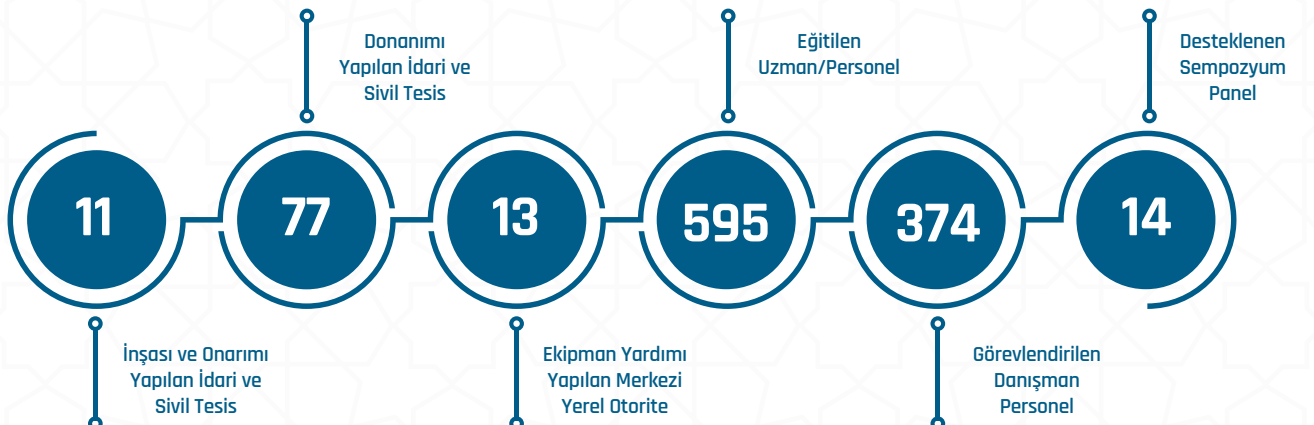 11
İnşası ve Onarımı
Yapılan İdari ve
Sivil Tesis
Donanımı
Yapılan İdari ve
Sivil Tesis
77
13
Ekipman Yardımı
Yapılan Merkezi
Yerel Otorite
Eğitilen
Uzman/Personel
595
374
Görevlendirilen
Danışman
Personel
Desteklenen
Sempozyum
Panel
14